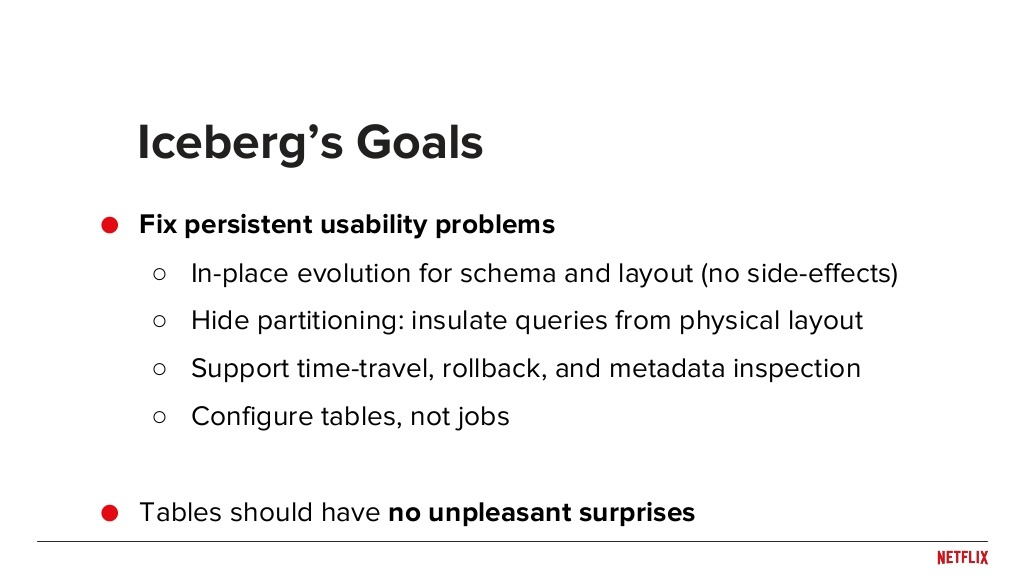 Iceberg’s Goals
● Fix persistent usability problems
○ In-place evolution for schema and layout (no side-effects)
○ Hide partitioning: insulate queries from physical layout
○ Support time-travel, rollback, and metadata inspection
○ Configure tables, not jobs
● Tables should have no unpleasant surprises
NETFLIX